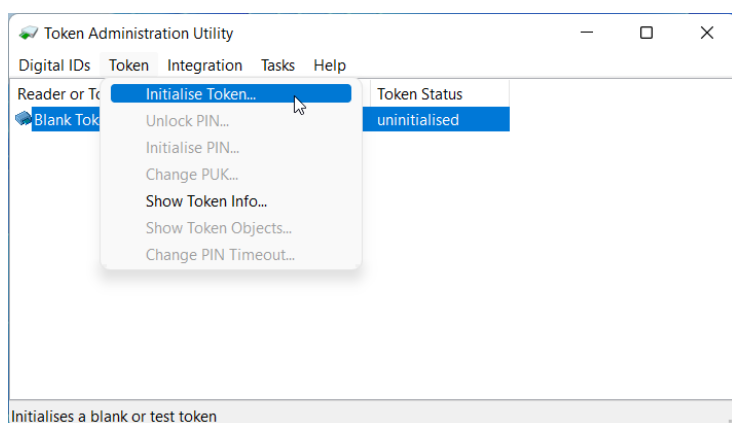 Token Administration Utility
Digital IDs Token Integration Tasks Help
Reader or To Token Status
Blank Tok uninitialised
Initialise Token...
Unlock PIN...
Initialise PIN...
Change PUK...
Show Token Info...
Show Token Objects...
Change PIN Timeout...
Initialises a blank or test token